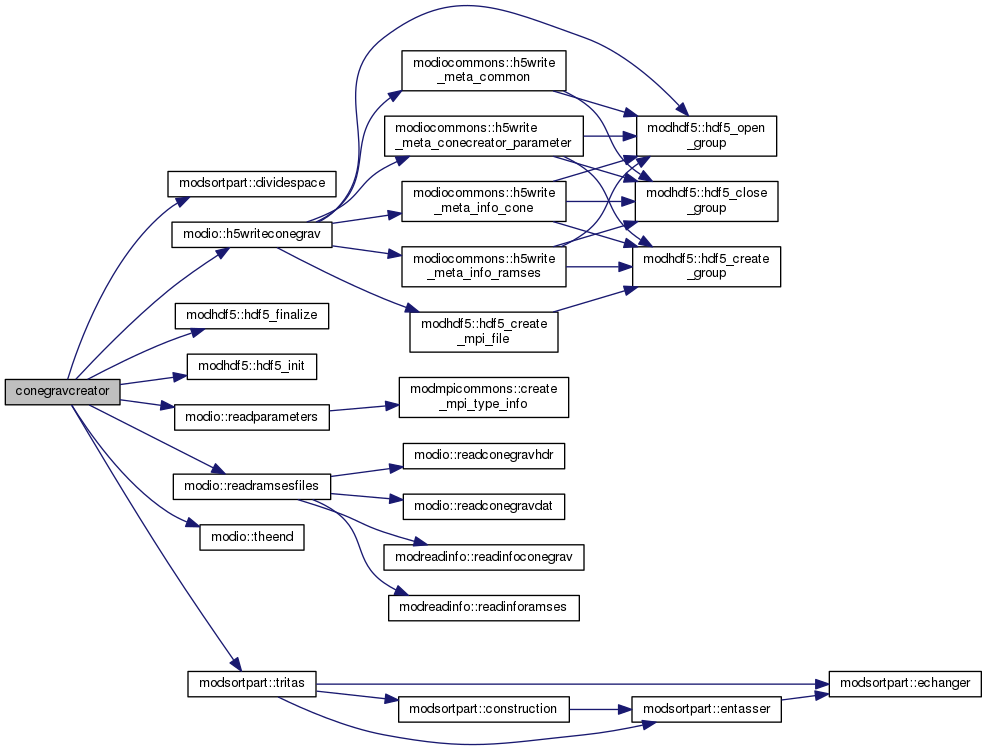 conegravcreator
modsortpart::dividespace
modio::h5writeconegrav
modhdf5::hdf5_finalize
modhdf5::hdf5_init
modio::readparameters
modio::readramsesfiles
modio::theend
modsortpart::tritas
modiocommons::h5write
_meta_common
modiocommons::h5write
_meta_conecreator_parameter
modiocommons::h5write
_meta_info_cone
modiocommons::h5write
_meta_info_ramses
modhdf5::hdf5_create
_mpi_file
modmpicommons::create
_mpi_type_info
modio::readconegravhdr
modio::readconegravdat
modreadinfo::readinfoconegrav
modreadinfo::readinforamses
modsortpart::construction
modhdf5::hdf5_open
_group
modhdf5::hdf5_close
_group
modhdf5::hdf5_create
_group
modsortpart::entasser
modsortpart::echanger